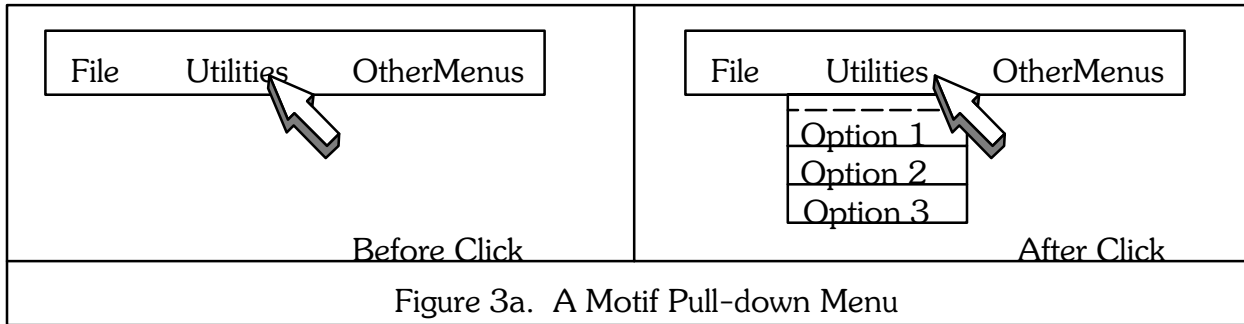 File Utilities OtherMenus
Before Click
File Utilities OtherMenus
Option 1
Option 2
Option 3
After Click
Figure 3a. A Motif Pull-down Menu